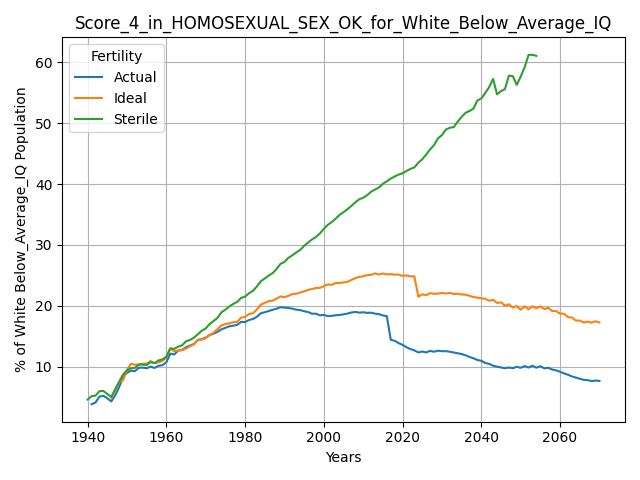 Score_4_in_HOMOSEXUAL_SEX_OK_for_White_Below_Average_IQ
% of White Below_Average_IQ Population
Fertility
Actual
Ideal
Sterile
60
50
40
30
20
10
1940 1960 1980 2000 2020 2040 2060
Years